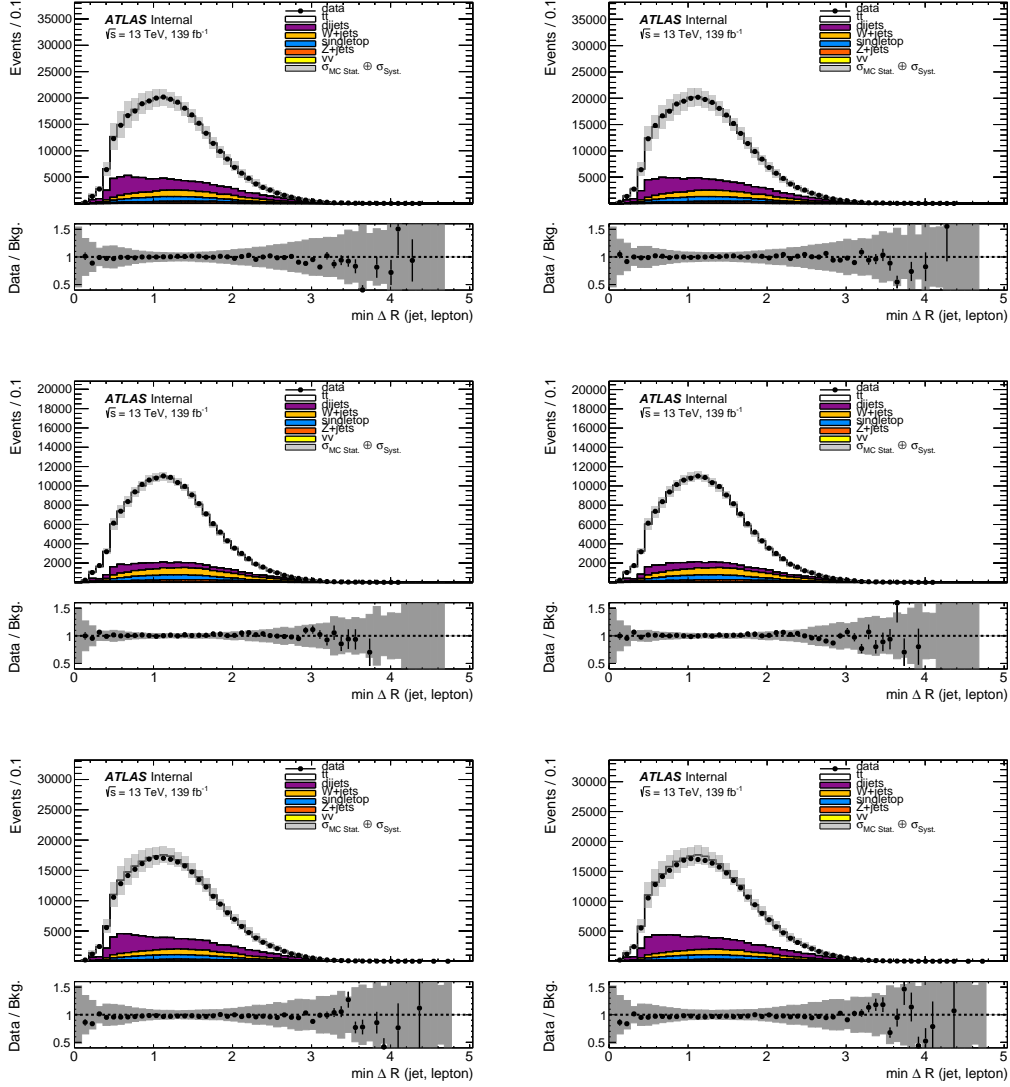 Events / 0.1
35000
30000
25000
20000
15000
10000
5000
ATLAS Internal
√s = 13 TeV, 139 fb⁻¹
data
tt
dijets
W+jets
singletop
Z+jets
vv
σMC Stat. ⊕ σSyst.
Data / Bkg.
1.5
1
0.5
0 1 2 3 4 5
min Δ R (jet, lepton)
Events / 0.1
35000
30000
25000
20000
15000
10000
5000
ATLAS Internal
√s = 13 TeV, 139 fb⁻¹
data
tt
dijets
W+jets
singletop
Z+jets
vv
σMC Stat. ⊕ σSyst.
Data / Bkg.
1.5
1
0.5
0 1 2 3 4 5
min Δ R (jet, lepton)
Events / 0.1
20000
18000
16000
14000
12000
10000
8000
6000
4000
2000
ATLAS Internal
√s = 13 TeV, 139 fb⁻¹
data
tt
dijets
W+jets
singletop
Z+jets
vv
σMC Stat. ⊕ σSyst.
Data / Bkg.
1.5
1
0.5
0 1 2 3 4 5
min Δ R (jet, lepton)
Events / 0.1
20000
18000
16000
14000
12000
10000
8000
6000
4000
2000
ATLAS Internal
√s = 13 TeV, 139 fb⁻¹
data
tt
dijets
W+jets
singletop
Z+jets
vv
σMC Stat. ⊕ σSyst.
Data / Bkg.
1.5
1
0.5
0 1 2 3 4 5
min Δ R (jet, lepton)
Events / 0.1
30000
25000
20000
15000
10000
5000
ATLAS Internal
√s = 13 TeV, 139 fb⁻¹
data
tt
dijets
W+jets
singletop
Z+jets
vv
σMC Stat. ⊕ σSyst.
Data / Bkg.
1.5
1
0.5
0 1 2 3 4 5
min Δ R (jet, lepton)
Events / 0.1
30000
25000
20000
15000
10000
5000
ATLAS Internal
√s = 13 TeV, 139 fb⁻¹
data
tt
dijets
W+jets
singletop
Z+jets
vv
σMC Stat. ⊕ σSyst.
Data / Bkg.
1.5
1
0.5
0 1 2 3 4 5
min Δ R (jet, lepton)